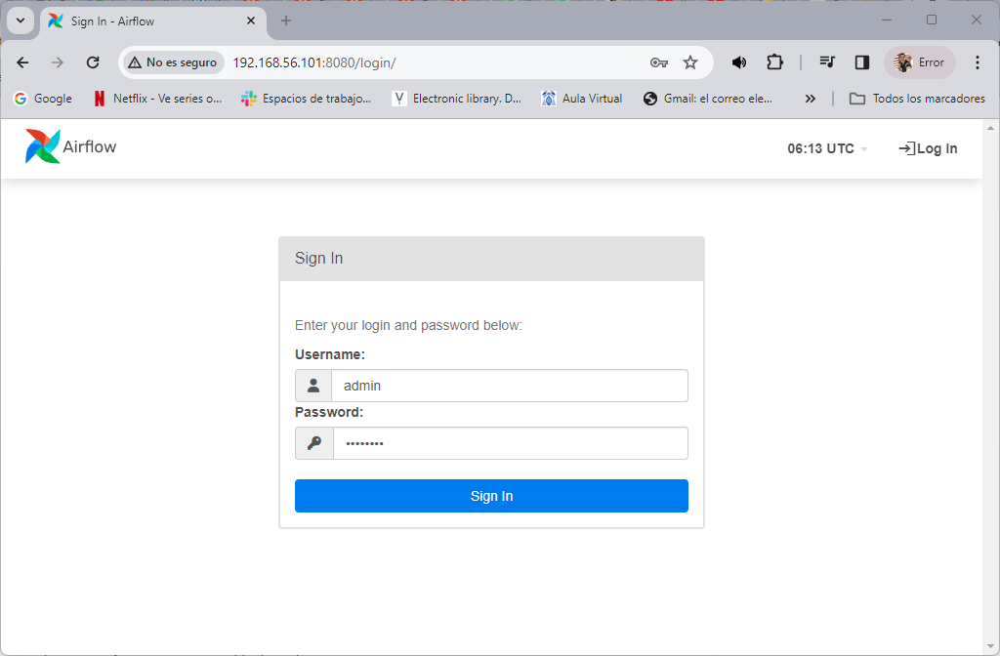 Sign In - Airflow
No es seguro 192.168.56.101:8080/login/ Error
Google Netflix - Ve series o... Espacios de trabajo... Electronic library. D... Aula Virtual Gmail: el correo ele... » Todos los marcadores
Airflow 06:13 UTC Log In
Sign In
Enter your login and password below:
Username:
admin
Password:
••••••••
Sign In